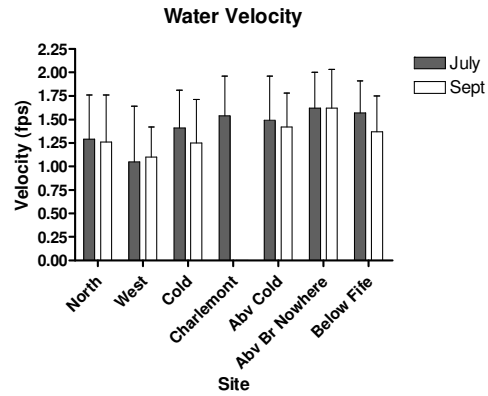 Water Velocity
2.25
2.00
1.75
1.50
1.25
1.00
0.75
0.50
0.25
0.00
Velocity (fps)
July
Sept
North
West
Cold
Charlemont
Abv Cold
Abv Br Nowhere
Below Fife
Site